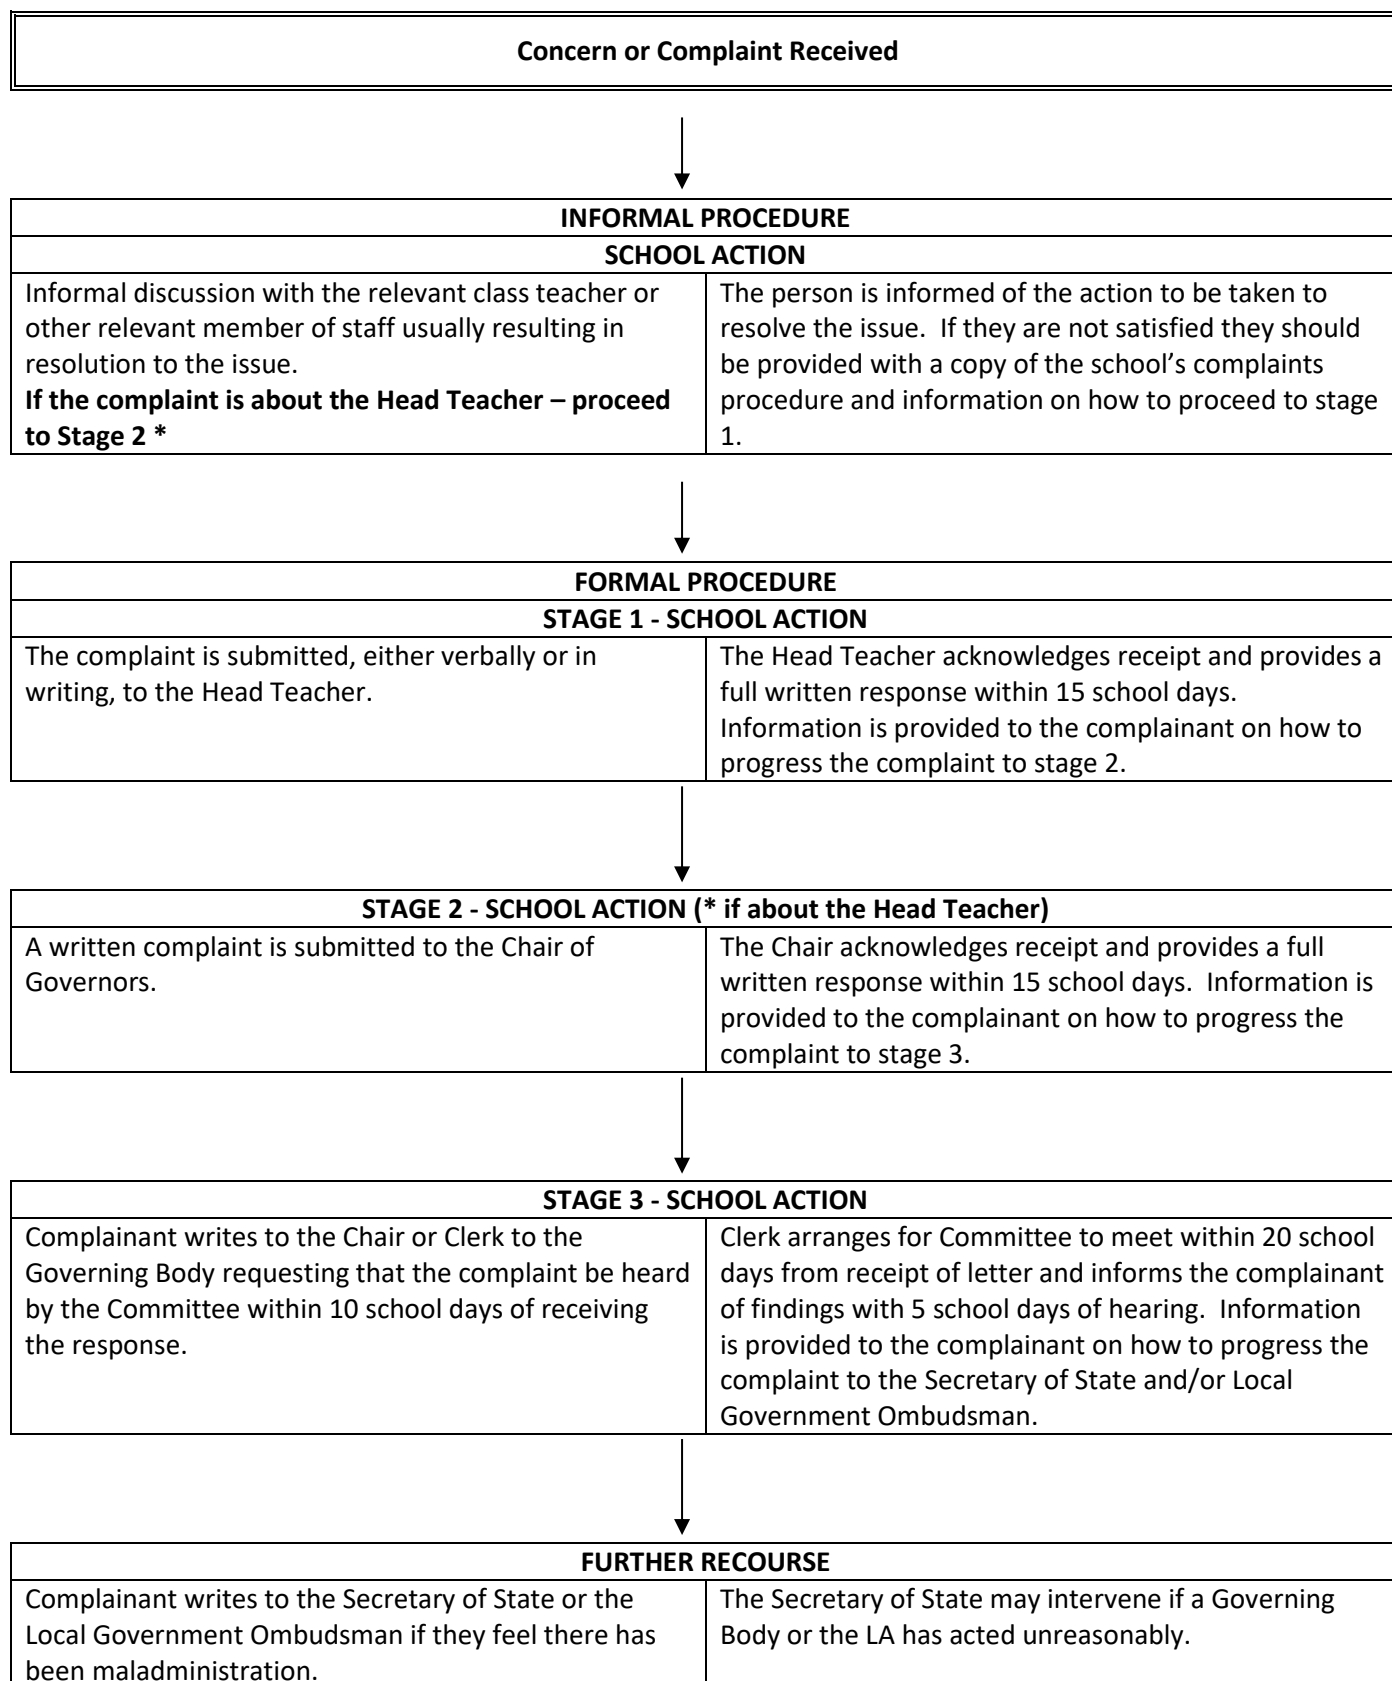 Concern or Complaint Received
INFORMAL PROCEDURE
SCHOOL ACTION
Informal discussion with the relevant class teacher or
other relevant member of staff usually resulting in
resolution to the issue.
If the complaint is about the Head Teacher – proceed
to Stage 2 *
The person is informed of the action to be taken to
resolve the issue.  If they are not satisfied they should
be provided with a copy of the school’s complaints
procedure and information on how to proceed to stage
1.
FORMAL PROCEDURE
STAGE 1 - SCHOOL ACTION
The complaint is submitted, either verbally or in
writing, to the Head Teacher.
The Head Teacher acknowledges receipt and provides a
full written response within 15 school days.
Information is provided to the complainant on how to
progress the complaint to stage 2.
STAGE 2 - SCHOOL ACTION (* if about the Head Teacher)
A written complaint is submitted to the Chair of
Governors.
The Chair acknowledges receipt and provides a full
written response within 15 school days.  Information is
provided to the complainant on how to progress the
complaint to stage 3.
STAGE 3 - SCHOOL ACTION
Complainant writes to the Chair or Clerk to the
Governing Body requesting that the complaint be heard
by the Committee within 10 school days of receiving
the response.
Clerk arranges for Committee to meet within 20 school
days from receipt of letter and informs the complainant
of findings with 5 school days of hearing.  Information
is provided to the complainant on how to progress the
complaint to the Secretary of State and/or Local
Government Ombudsman.
FURTHER RECOURSE
Complainant writes to the Secretary of State or the
Local Government Ombudsman if they feel there has
been maladministration.
The Secretary of State may intervene if a Governing
Body or the LA has acted unreasonably.